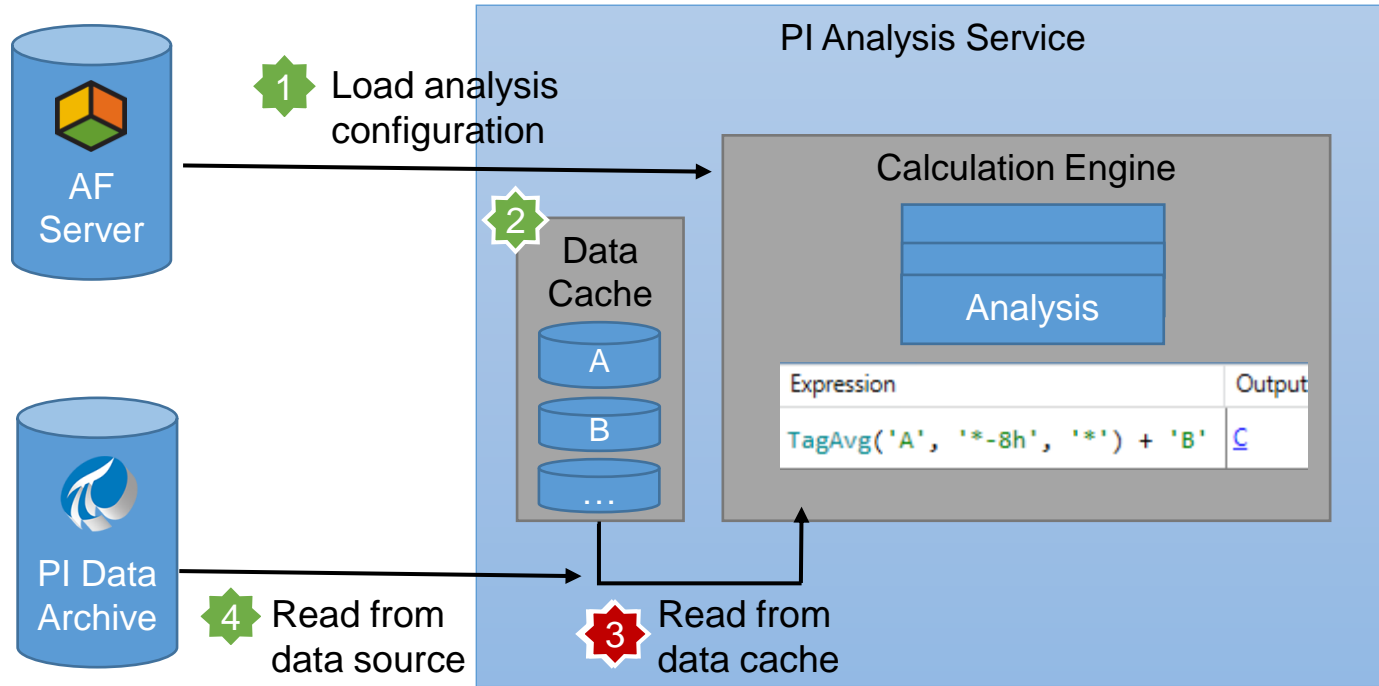 PI Analysis Service
1
Load analysis
configuration
AF
Server
Calculation Engine
2
Data
Cache
A
B
...
Analysis
Expression
Output
TagAvg('A', '*-8h', '*') + 'B'
C
PI Data
Archive
4
Read from
data source
3
Read from
data cache